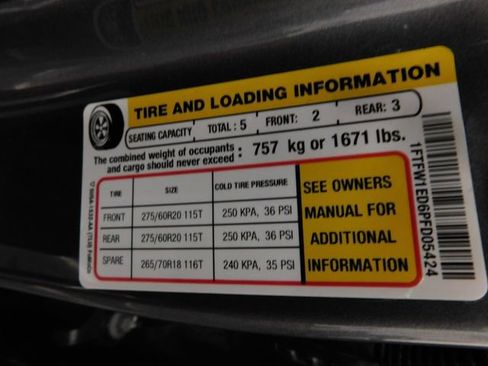 TIRE AND LOADING INFORMATION
SEATING CAPACITY TOTAL : 5 FRONT: 2 REAR: 3
The combined weight of occupants and cargo should never exceed : 757 kg or 1671 lbs.
TIRE SIZE COLD TIRE PRESSURE
FRONT 275/60R20 115T 250 KPA, 36 PSI
REAR 275/60R20 115T 250 KPA, 36 PSI
SPARE 265/70R18 116T 240 KPA, 35 PSI
SEE OWNERS
MANUAL FOR
ADDITIONAL
INFORMATION
1FTFW1ED6PFD05424